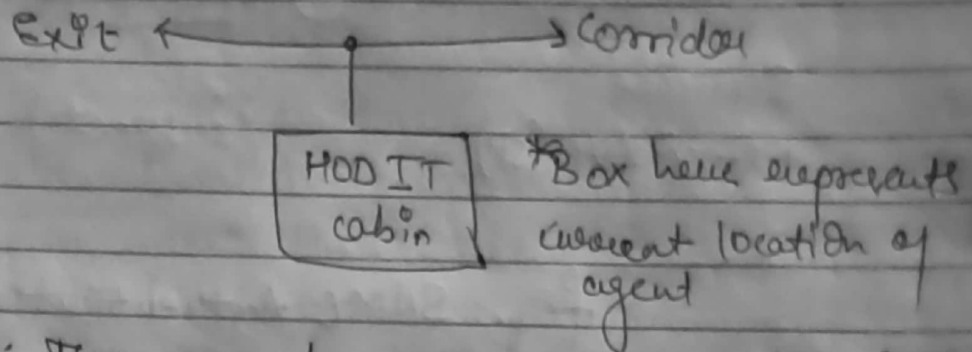 Exit
Corridor
HOD IT
cabin
*Box here represents
current location of
agent